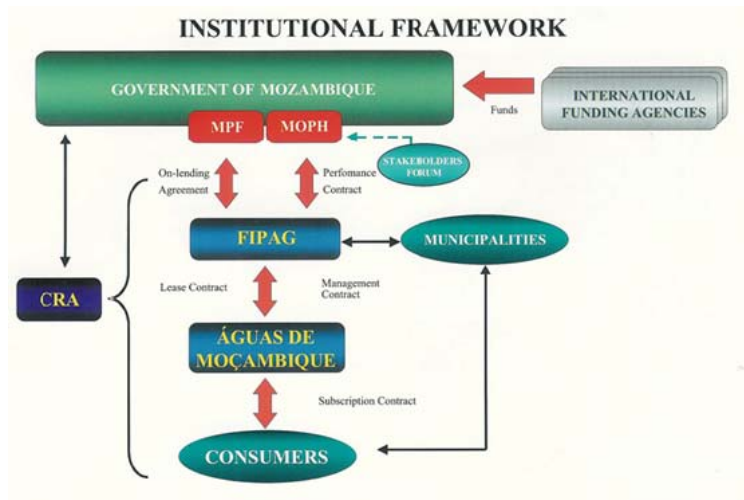 INSTITUTIONAL FRAMEWORK
GOVERNMENT OF MOZAMBIQUE
INTERNATIONAL
FUNDING AGENCIES
Funds
MPF
MOPH
STAKEHOLDERS
FORUM
On-lending
Agreement
Perfomance
Contract
FIPAG
MUNICIPALITIES
CRA
Lease Contract
Management
Contract
ÁGUAS DE
MOÇAMBIQUE
Subscription Contract
CONSUMERS